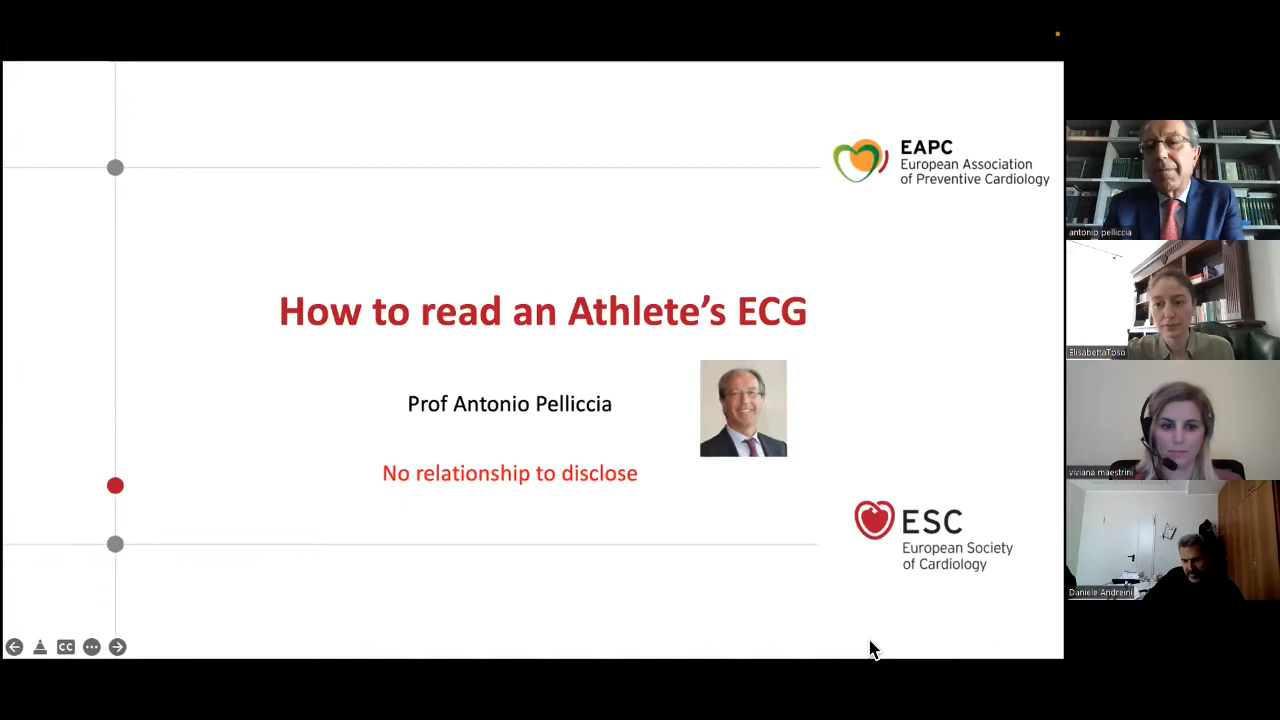 EAPC
European Association
of Preventive Cardiology
How to read an Athlete's ECG
Prof Antonio Pelliccia
No relationship to disclose
ESC
European Society
of Cardiology
CC
antonio pelliccia
ElisabettaToso
viviana maestrini
Daniele Andreini